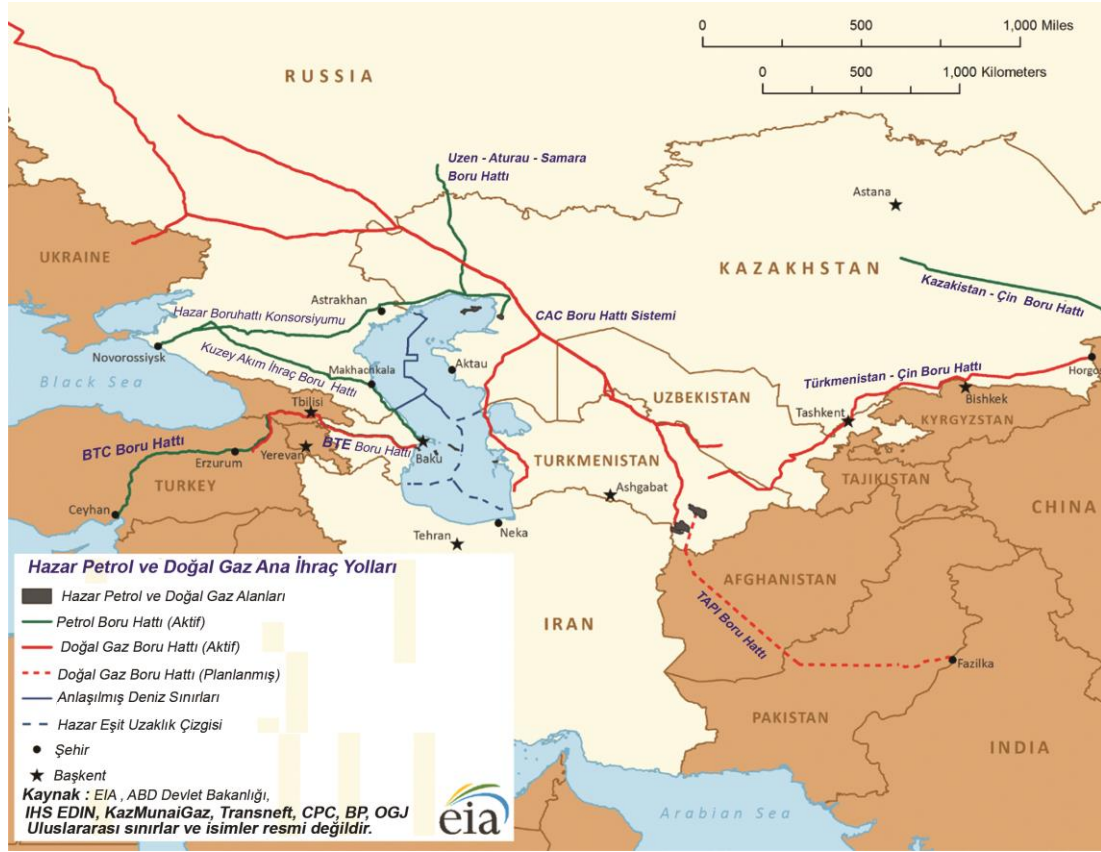 0 500 1,000 Miles
0 500 1,000 Kilometers
RUSSIA
Uzen - Aturau - Samara
Boru Hattı
Astana
UKRAINE
KAZAKHSTAN
Kazakistan - Çin Boru Hattı
Astrakhan
Hazar Boruhattı Konsorsiyumu
CAC Boru Hattı Sistemi
Novorossiysk
Kuzey Akım İhraç Boru Hattı
Makhachkala
Aktau
Türkmenistan - Çin Boru Hattı
Horgos
Black Sea
Bishkek
UZBEKISTAN
Tashkent
KYRGYZSTAN
Tbilisi
BTC Boru Hattı
BTE Boru Hattı
Erzurum
Yerevan
Baku
TURKMENISTAN
TAJIKISTAN
TURKEY
Ashgabat
CHINA
Ceyhan
Neka
Tehran
AFGHANISTAN
TAPI Boru Hattı
IRAN
Fazilka
PAKISTAN
INDIA
Arabian Sea
Hazar Petrol ve Doğal Gaz Ana İhraç Yolları
Hazar Petrol ve Doğal Gaz Alanları
Petrol Boru Hattı (Aktif)
Doğal Gaz Boru Hattı (Aktif)
Doğal Gaz Boru Hattı (Planlanmış)
Anlaşılmış Deniz Sınırları
Hazar Eşit Uzaklık Çizgisi
Şehir
Başkent
Kaynak : EIA , ABD Devlet Bakanlığı,
IHS EDIN, KazMunaiGaz, Transneft, CPC, BP, OGJ
Uluslararası sınırlar ve isimler resmi değildir.
eia